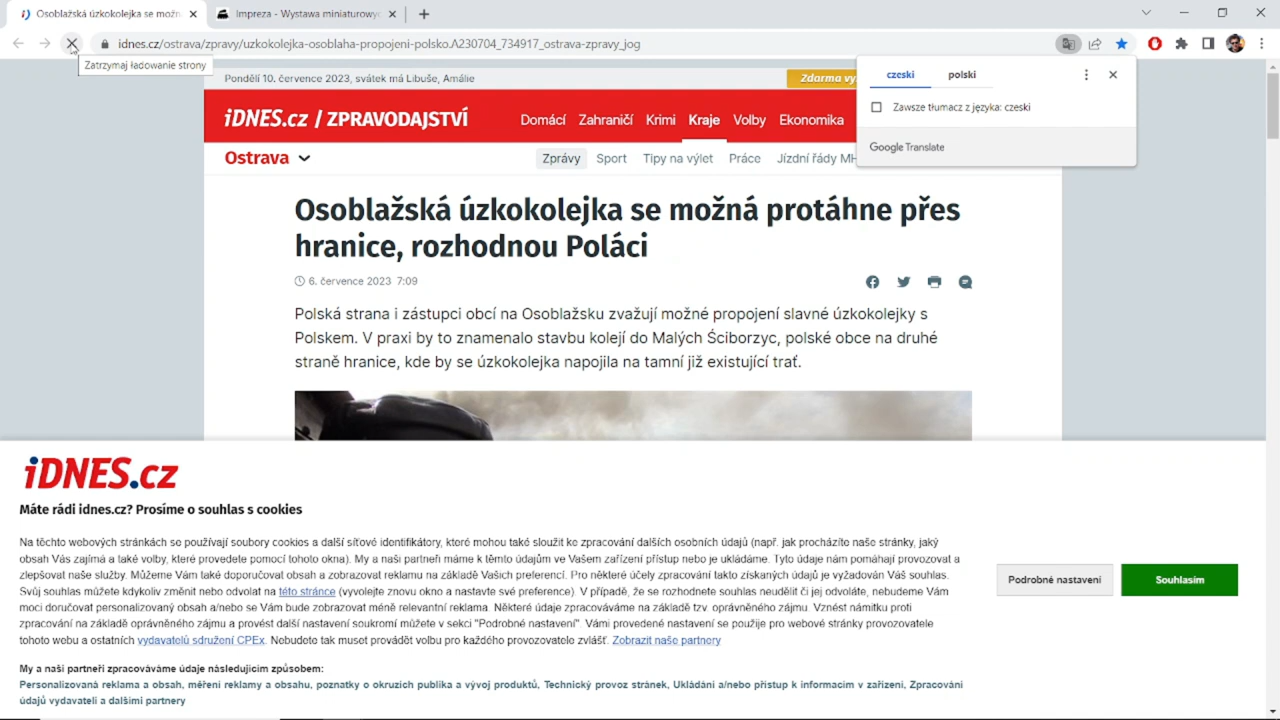 Osoblažská úzkokolejka se možn
Impreza - Wystawa miniaturowyc
idnes.cz/ostrava/zpravy/uzkokolejka-osoblaha-propojeni-polsko.A230704_734917_ostrava-zpravy_jog
Zatrzymaj ładowanie strony
czeski polski
Zawsze tłumacz z języka: czeski
Google Translate
Pondělí 10. července 2023, svátek má Libuše, Amálie
Zdarma vy
iDNES.cz / ZPRAVODAJSTVÍ
Domácí Zahraničí Krimi Kraje Volby Ekonomika
Ostrava
Zprávy Sport Tipy na výlet Práce Jízdní řády MH
Osoblažská úzkokolejka se možná protáhne přes
hranice, rozhodnou Poláci
6. července 2023 7:09
Polská strana i zástupci obcí na Osoblažsku zvažují možné propojení slavné úzkokolejky s
Polskem. V praxi by to znamenalo stavbu kolejí do Malých Ściborzyc, polské obce na druhé
straně hranice, kde by se úzkokolejka napojila na tamní již existující trať.
iDNES.cz
Máte rádi idnes.cz? Prosíme o souhlas s cookies
Na těchto webových stránkách se používají soubory cookies a další síťové identifikátory, které mohou také sloužit ke zpracování dalších osobních údajů (např. jak procházíte naše stránky, jaký
obsah Vás zajímá a také volby, které provedete pomocí tohoto okna). My a naši partneři máme k těmto údajům ve Vašem zařízení přístup nebo je ukládáme. Tyto údaje nám pomáhají provozovat a
zlepšovat naše služby. Můžeme Vám také doporučovat obsah a zobrazovat reklamu na základě Vašich preferencí. Pro některé účely zpracování takto získaných údajů je vyžadován Váš souhlas.
Svůj souhlas můžete kdykoliv změnit nebo odvolat na této stránce (vyvolejte znovu okno a nastavte své preference). V případě, že se rozhodnete souhlas neudělit či jej odvoláte, nebudeme Vám
moci doručovat personalizovaný obsah a/nebo se Vám bude zobrazovat méně relevantní reklama. Některé údaje zpracováváme na základě tzv. oprávněného zájmu. Vznést námitku proti
zpracování na základě oprávněného zájmu a provést další nastavení soukromí můžete v sekci "Podrobné nastavení". Vámi provedené nastavení se použije pro webové stránky provozovatele
tohoto webu a ostatních vydavatelů sdružení CPEx. Nebudete tak muset provádět volbu pro každého provozovatele zvlášť. Zobrazit naše partnery
Podrobné nastavení
Souhlasím
My a naši partneři zpracováváme údaje následujícím způsobem:
Personalizovaná reklama a obsah, měření reklamy a obsahu, poznatky o okruzích publika a vývoj produktů, Technický provoz stránek, Ukládání a/nebo přístup k informacím v zařízení, Zpracování
údajů vydavateli a dalšími partnery